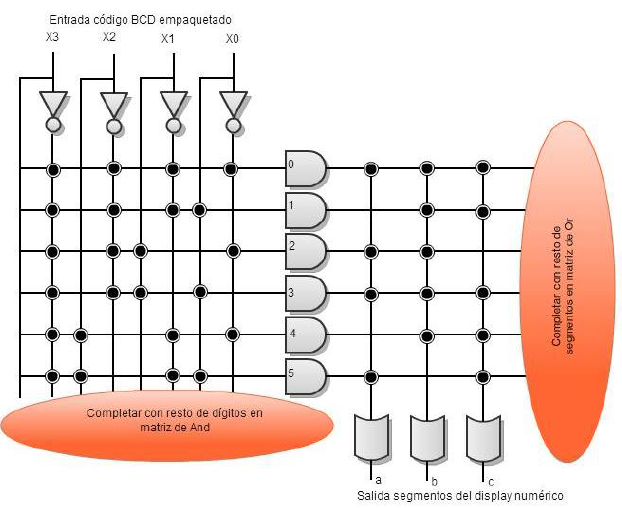 Entrada código BCD empaquetado
X3 X2 X1 X0
0
1
2
3
4
5
Completar con resto de
segmentos en matriz de Or
Completar con resto de dígitos en
matriz de And
a b c
Salida segmentos del display numérico